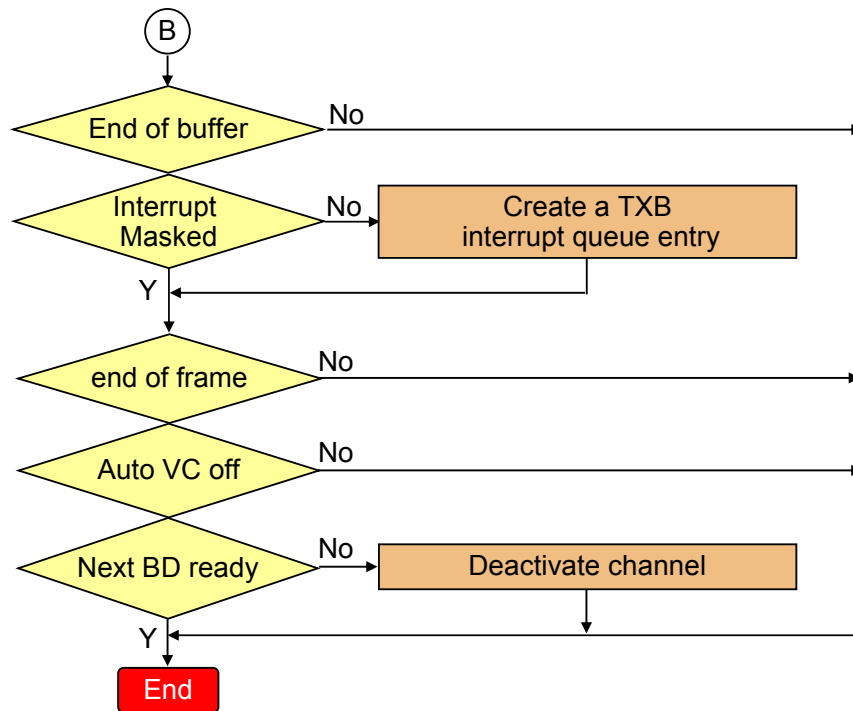 B
End of buffer
No
Interrupt
Masked
No
Create a TXB
interrupt queue entry
Y
end of frame
No
Auto VC off
No
Next BD ready
No
Deactivate channel
Y
End